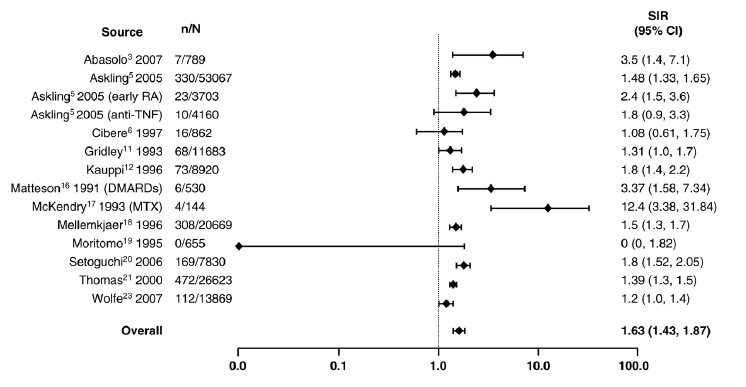 Source n/N SIR (95% CI)
Abasolo³ 2007 7/789 3.5 (1.4, 7.1)
Askling⁵ 2005 330/53067 1.48 (1.33, 1.65)
Askling⁵ 2005 (early RA) 23/3703 2.4 (1.5, 3.6)
Askling⁵ 2005 (anti-TNF) 10/4160 1.8 (0.9, 3.3)
Cibere⁶ 1997 16/862 1.08 (0.61, 1.75)
Gridley¹¹ 1993 68/11683 1.31 (1.0, 1.7)
Kauppi¹² 1996 73/8920 1.8 (1.4, 2.2)
Matteson¹⁶ 1991 (DMARDs) 6/530 3.37 (1.58, 7.34)
McKendry¹⁷ 1993 (MTX) 4/144 12.4 (3.38, 31.84)
Mellemkjaer¹⁸ 1996 308/20669 1.5 (1.3, 1.7)
Moritomo¹⁹ 1995 0/655 0 (0, 1.82)
Setoguchi²⁰ 2006 169/7830 1.8 (1.52, 2.05)
Thomas²¹ 2000 472/26623 1.39 (1.3, 1.5)
Wolfe²³ 2007 112/13869 1.2 (1.0, 1.4)
Overall 1.63 (1.43, 1.87)
0.0 0.1 1.0 10.0 100.0